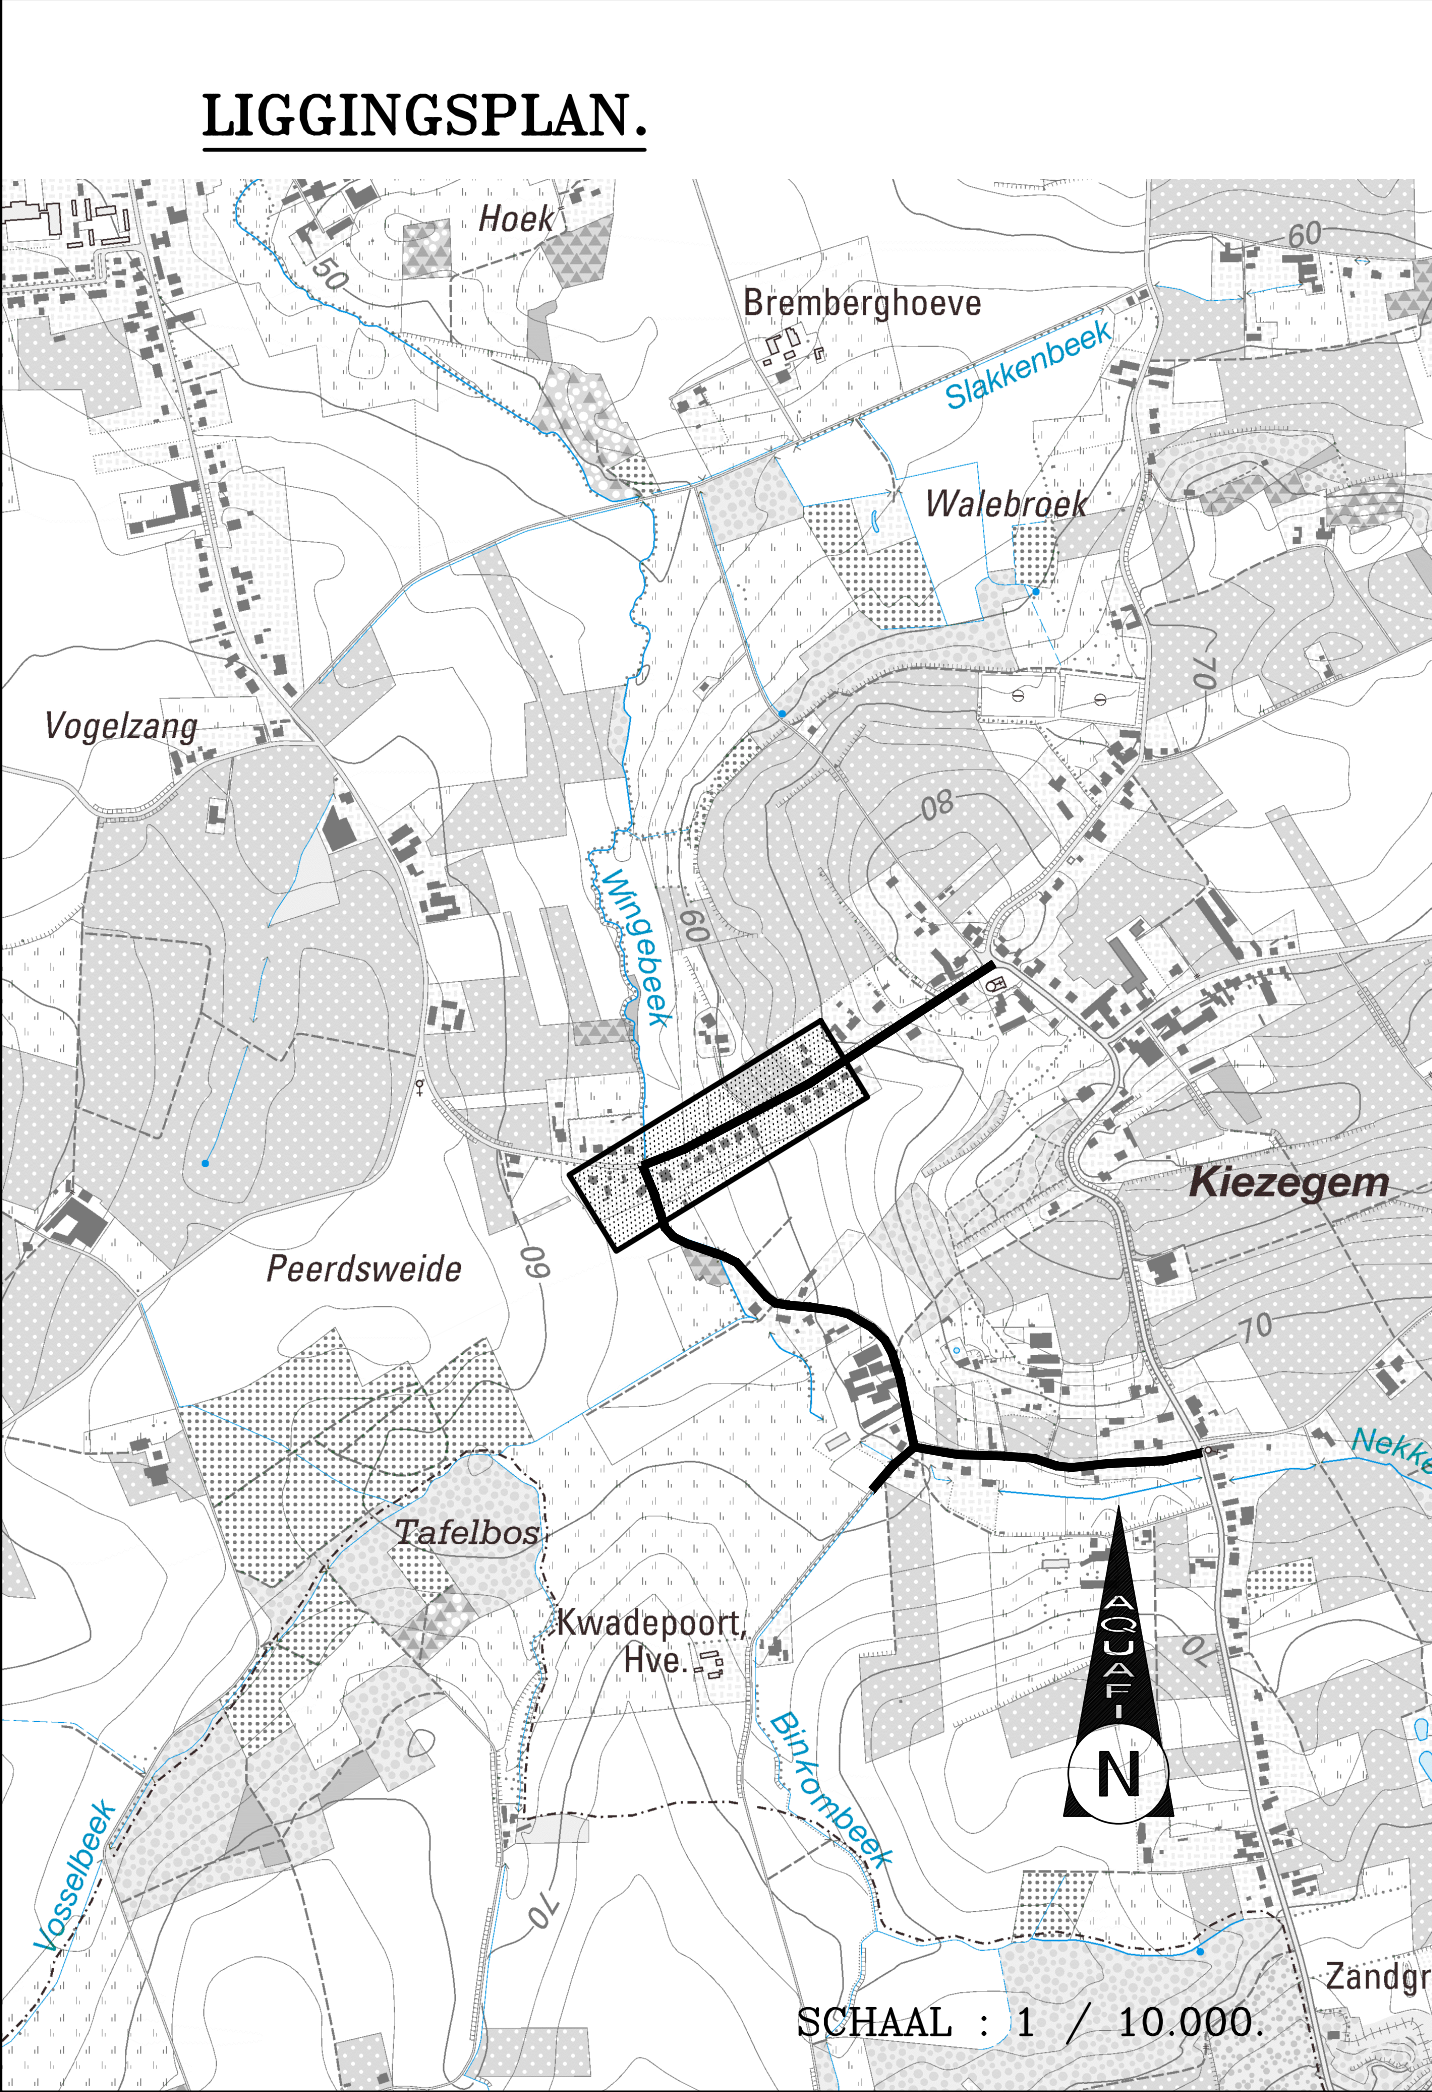 LIGGINGSPLAN.
Hoek
50
60
Bremberghoeve
Slakkenbeek
Walebroek
70
Vogelzang
80
Wingebeek
60
Kiezegem
Peerdsweide
60
70
Nekke
Tafelbos
Kwadepoort,
Hve.
AQUAFIN
70
Binkombeek
N
Vosselbeek
70
Zandgr
SCHAAL : 1 / 10.000.